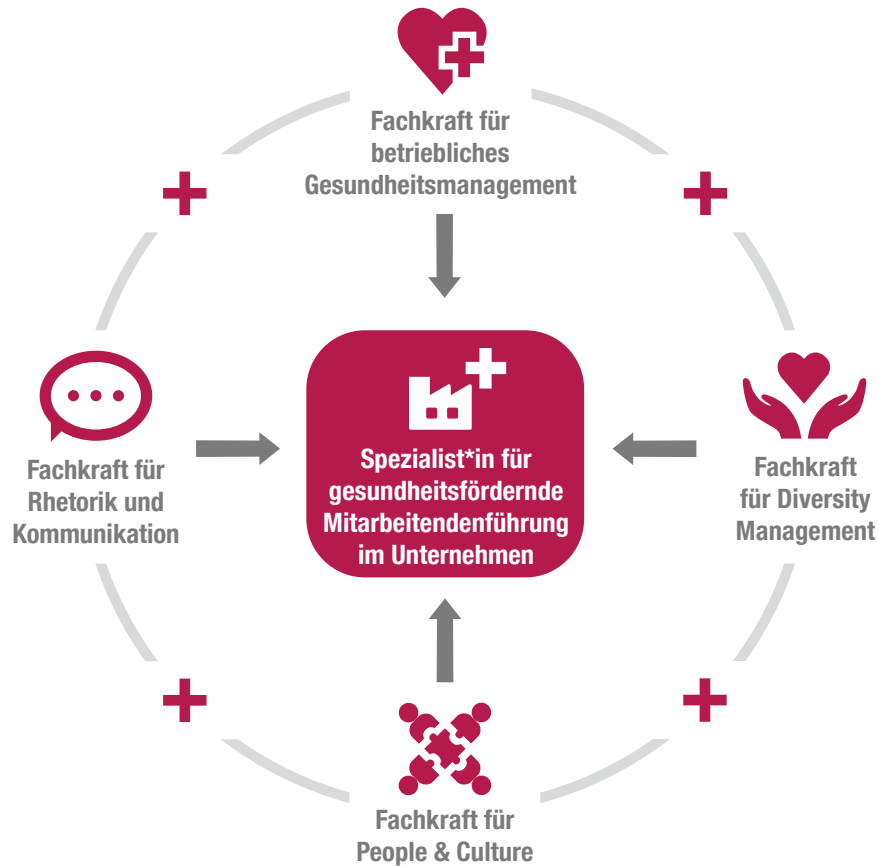 Fachkraft für
betriebliches
Gesundheitsmanagement
Fachkraft für
Rhetorik und
Kommunikation
Spezialist*in für
gesundheitsfördernde
Mitarbeitendenführung
im Unternehmen
Fachkraft
für Diversity
Management
Fachkraft für
People & Culture